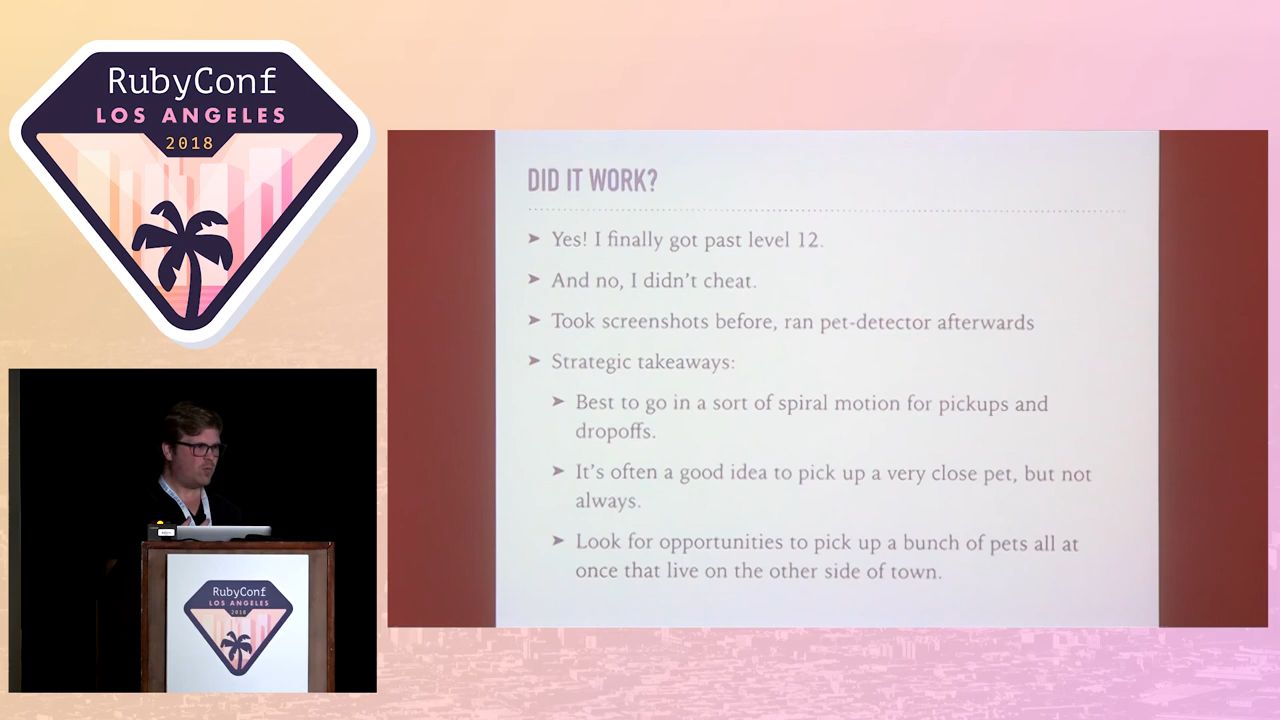 RubyConf
LOS ANGELES
2018
DID IT WORK?
➤ Yes! I finally got past level 12.
➤ And no, I didn't cheat.
➤ Took screenshots before, ran pet-detector afterwards
➤ Strategic takeaways:
➤ Best to go in a sort of spiral motion for pickups and
dropoffs.
➤ It's often a good idea to pick up a very close pet, but not
always.
➤ Look for opportunities to pick up a bunch of pets all at
once that live on the other side of town.
RubyConf
LOS ANGELES
2018